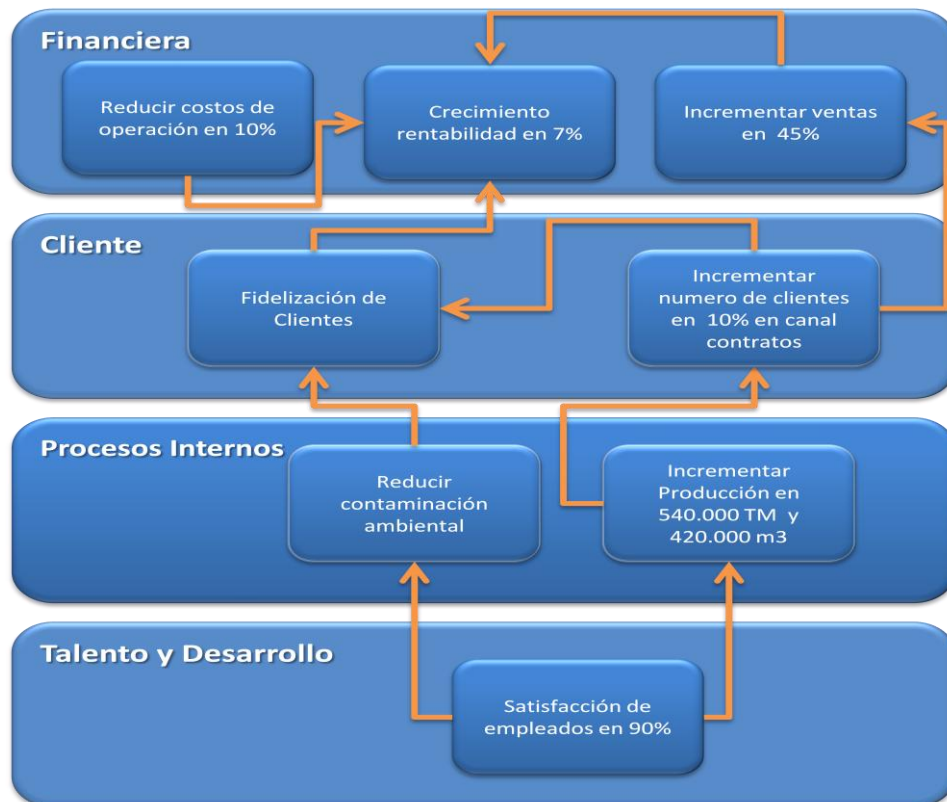 Financiera
Reducir costos de
operación en 10%
Crecimiento
rentabilidad en 7%
Incrementar ventas
en 45%
Cliente
Fidelización de
Clientes
Incrementar
numero de clientes
en 10% en canal
contratos
Procesos Internos
Reducir
contaminación
ambiental
Incrementar
Producción en
540.000 TM y
420.000 m3
Talento y Desarrollo
Satisfacción de
empleados en 90%